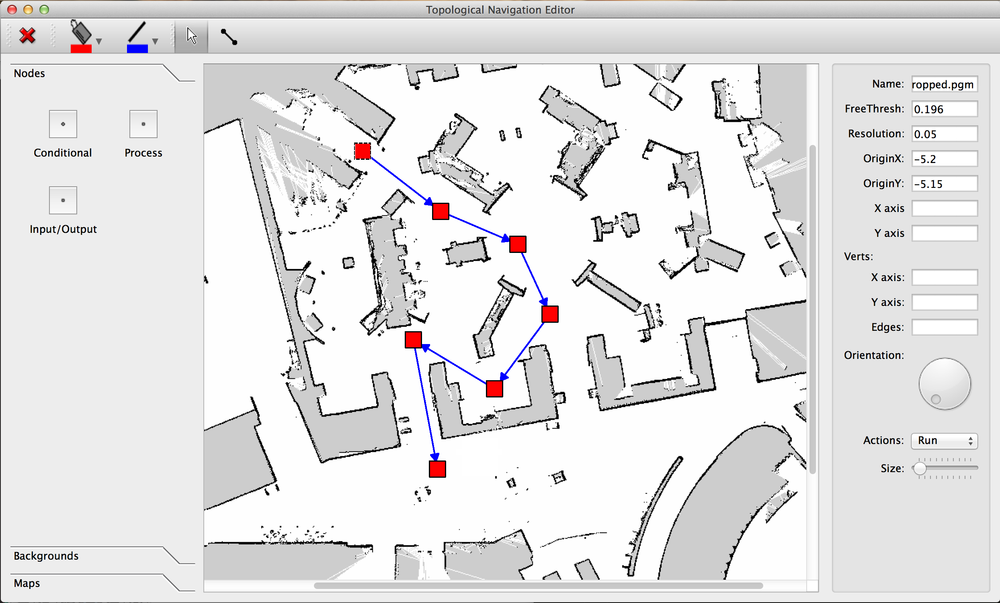 Topological Navigation Editor
Nodes
Conditional
Process
Input/Output
Backgrounds
Maps
Name: ropped.pgm
FreeThresh: 0.196
Resolution: 0.05
OriginX: -5.2
OriginY: -5.15
X axis
Y axis
Verts:
X axis:
Y axis:
Edges:
Orientation:
Actions: Run
Size: